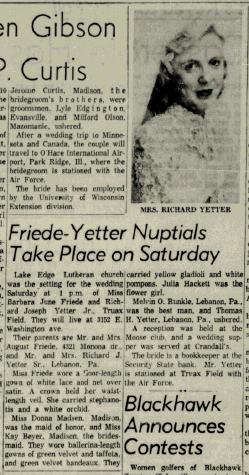 en Gibson
P. Curtis
Jerome Curtis, Madison, the
bridegroom's brothers, were
groomsmen. Lyle Edgington,
Evansville, and Milford Olson,
Mazomanie, ushered.
After a wedding trip to Minne-
sota and Canada, the couple will
travel to O'Hare International Air-
port, Park Ridge, Ill., where the
bridegroom is stationed with the
Air Force.
The bride has been employed
by the University of Wisconsin
Extension division.
MRS. RICHARD YETTER
Friede-Yetter Nuptials
Take Place on Saturday
Lake Edge Lutheran church
was the setting for the wedding
Saturday at 1 p.m. of Miss
Barbara June Friede and Rich-
ard Joseph Yetter Jr., Truax
Field. They will live at 3152 E.
Washington ave.
Their parents are Mr. and Mrs.
August Friede, 4321 Monona dr.,
and Mr. and Mrs. Richard J.
Yetter Sr., Lebanon, Pa.
Miss Friede wore a floor-length
gown of white lace and net over
satin. A crown held her waist-
length veil. She carried stephano-
tis and a white orchid.
Miss Donna Madsen, Madison,
was the maid of honor, and Miss
Kay Beyer, Madison, the brides-
maid. They wore ballerina-length
gowns of green velvet and taffeta,
and green velvet bandeaux. They
carried yellow gladioli and white
pompons. Julia Hackett was the
flower girl.
Melvin O. Runkle, Lebanon, Pa.,
was the best man, and Thomas
H. Yetter, Lebanon, Pa., ushered.
A reception was held at the
Moose club, and a wedding sup-
per was served at Crandall's.
The bride is a bookkeeper at the
Security State bank. Mr. Yetter
is stationed at Truax Field with
the Air Force.
Blackhawk
Announces
Contests
Women golfers of Blackhawk